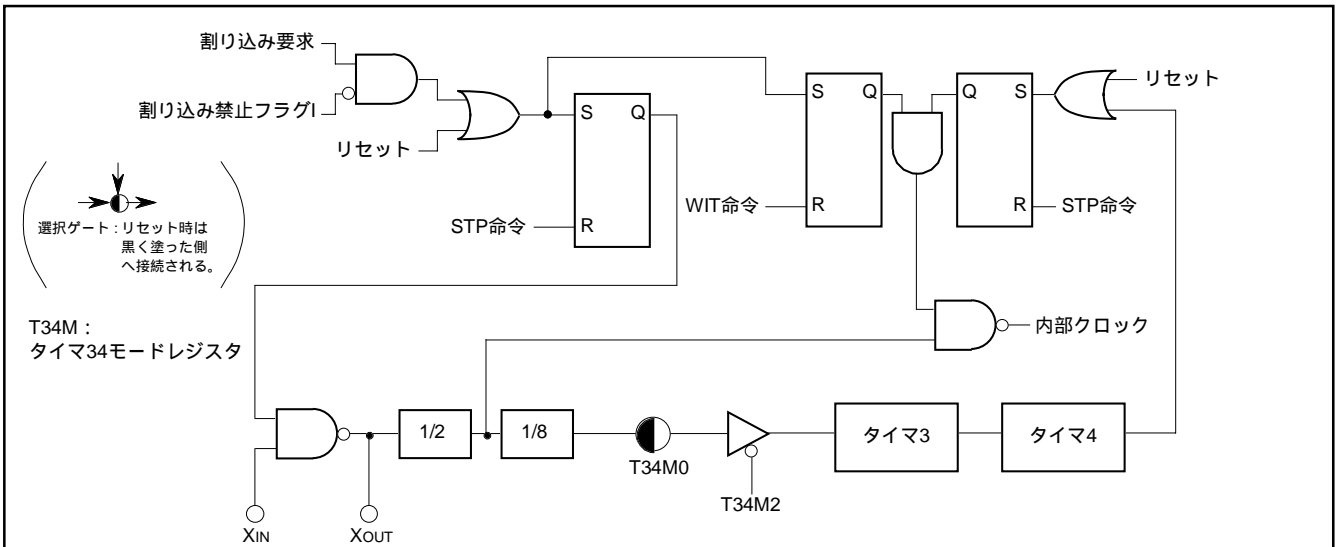 割り込み要求
割り込み禁止フラグI
リセット
S
Q
R
STP命令
S
Q
R
WIT命令
Q
S
R
STP命令
リセット
選択ゲート：リセット時は
黒く塗った側
へ接続される。
T34M：
タイマ34モードレジスタ
内部クロック
1/2
1/8
T34M0
T34M2
タイマ3
タイマ4
XIN
XOUT